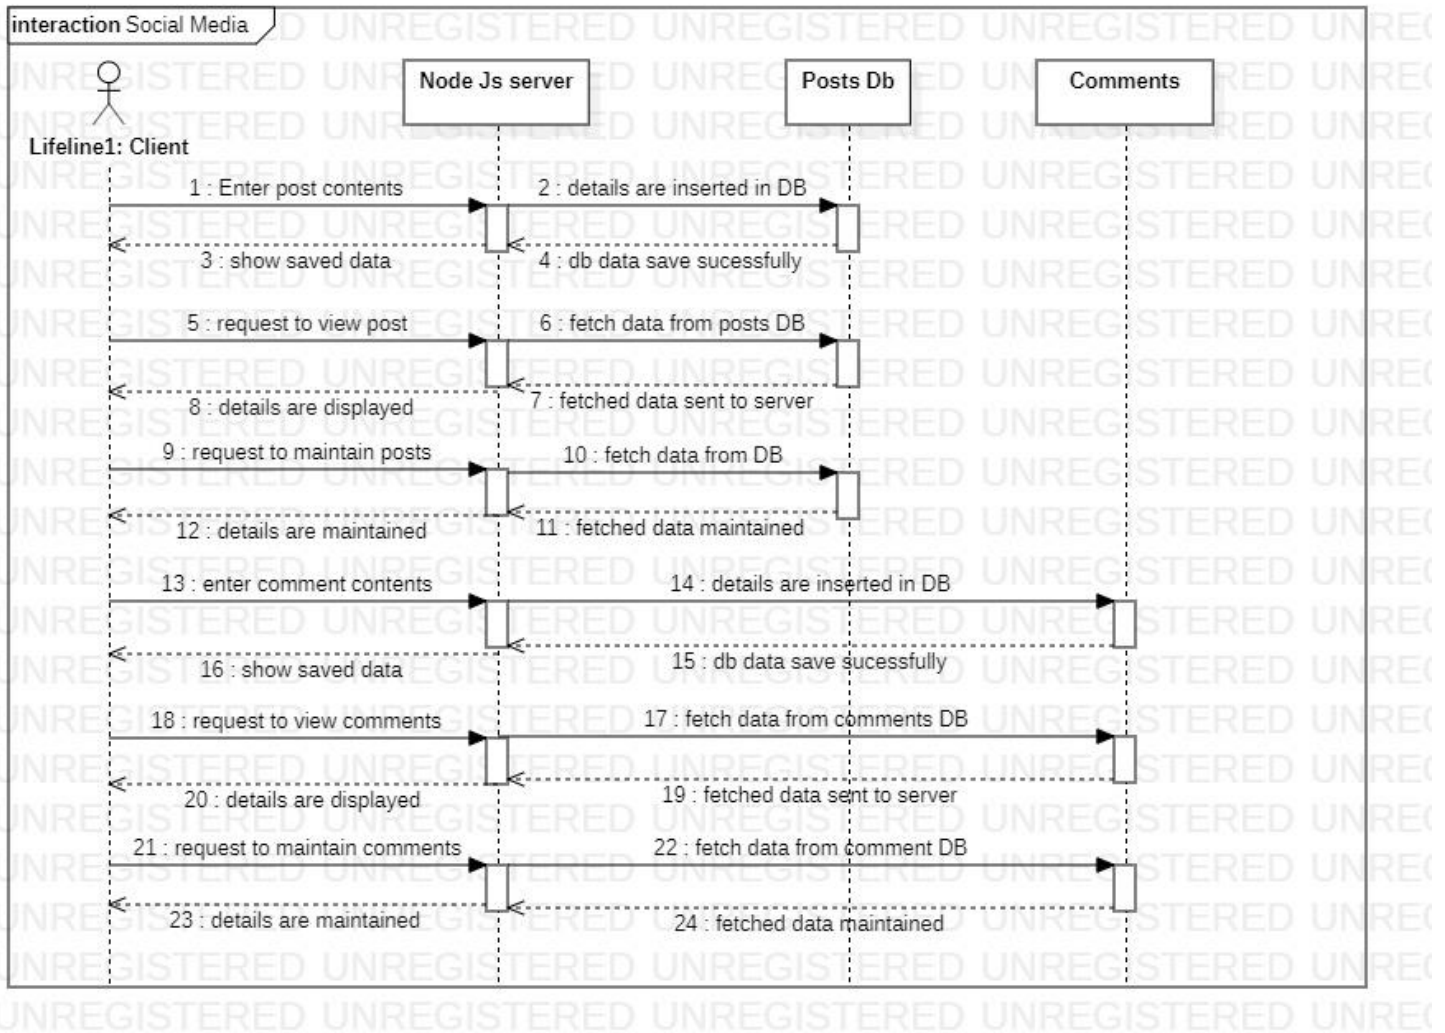 interaction Social Media
Node Js server
Posts Db
Comments
Lifeline1: Client
1 : Enter post contents
2 : details are inserted in DB
3 : show saved data
4 : db data save sucessfully
5 : request to view post
6 : fetch data from posts DB
8 : details are displayed
7 : fetched data sent to server
9 : request to maintain posts
10 : fetch data from DB
12 : details are maintained
11 : fetched data maintained
13 : enter comment contents
14 : details are inserted in DB
16 : show saved data
15 : db data save sucessfully
18 : request to view comments
17 : fetch data from comments DB
20 : details are displayed
19 : fetched data sent to server
21 : request to maintain comments
22 : fetch data from comment DB
23 : details are maintained
24 : fetched data maintained
UNREGISTERED